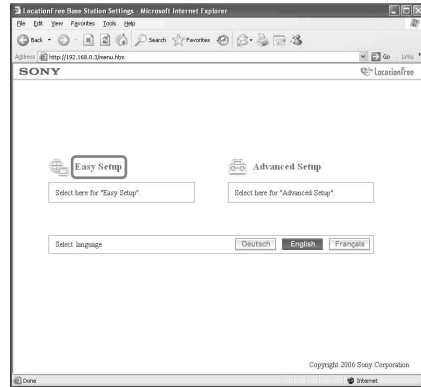 LocationFree Base Station Settings - Microsoft Internet Explorer
File Edit View Favorites Tools Help
Back Search Favorites
Address http://192.168.0.1/menu.htm Go Links
SONY LocationFree
Easy Setup Advanced Setup
Select here for "Easy Setup". Select here for "Advanced Setup".
Select language Deutsch English Français
Copyright 2006 Sony Corporation
Done Internet